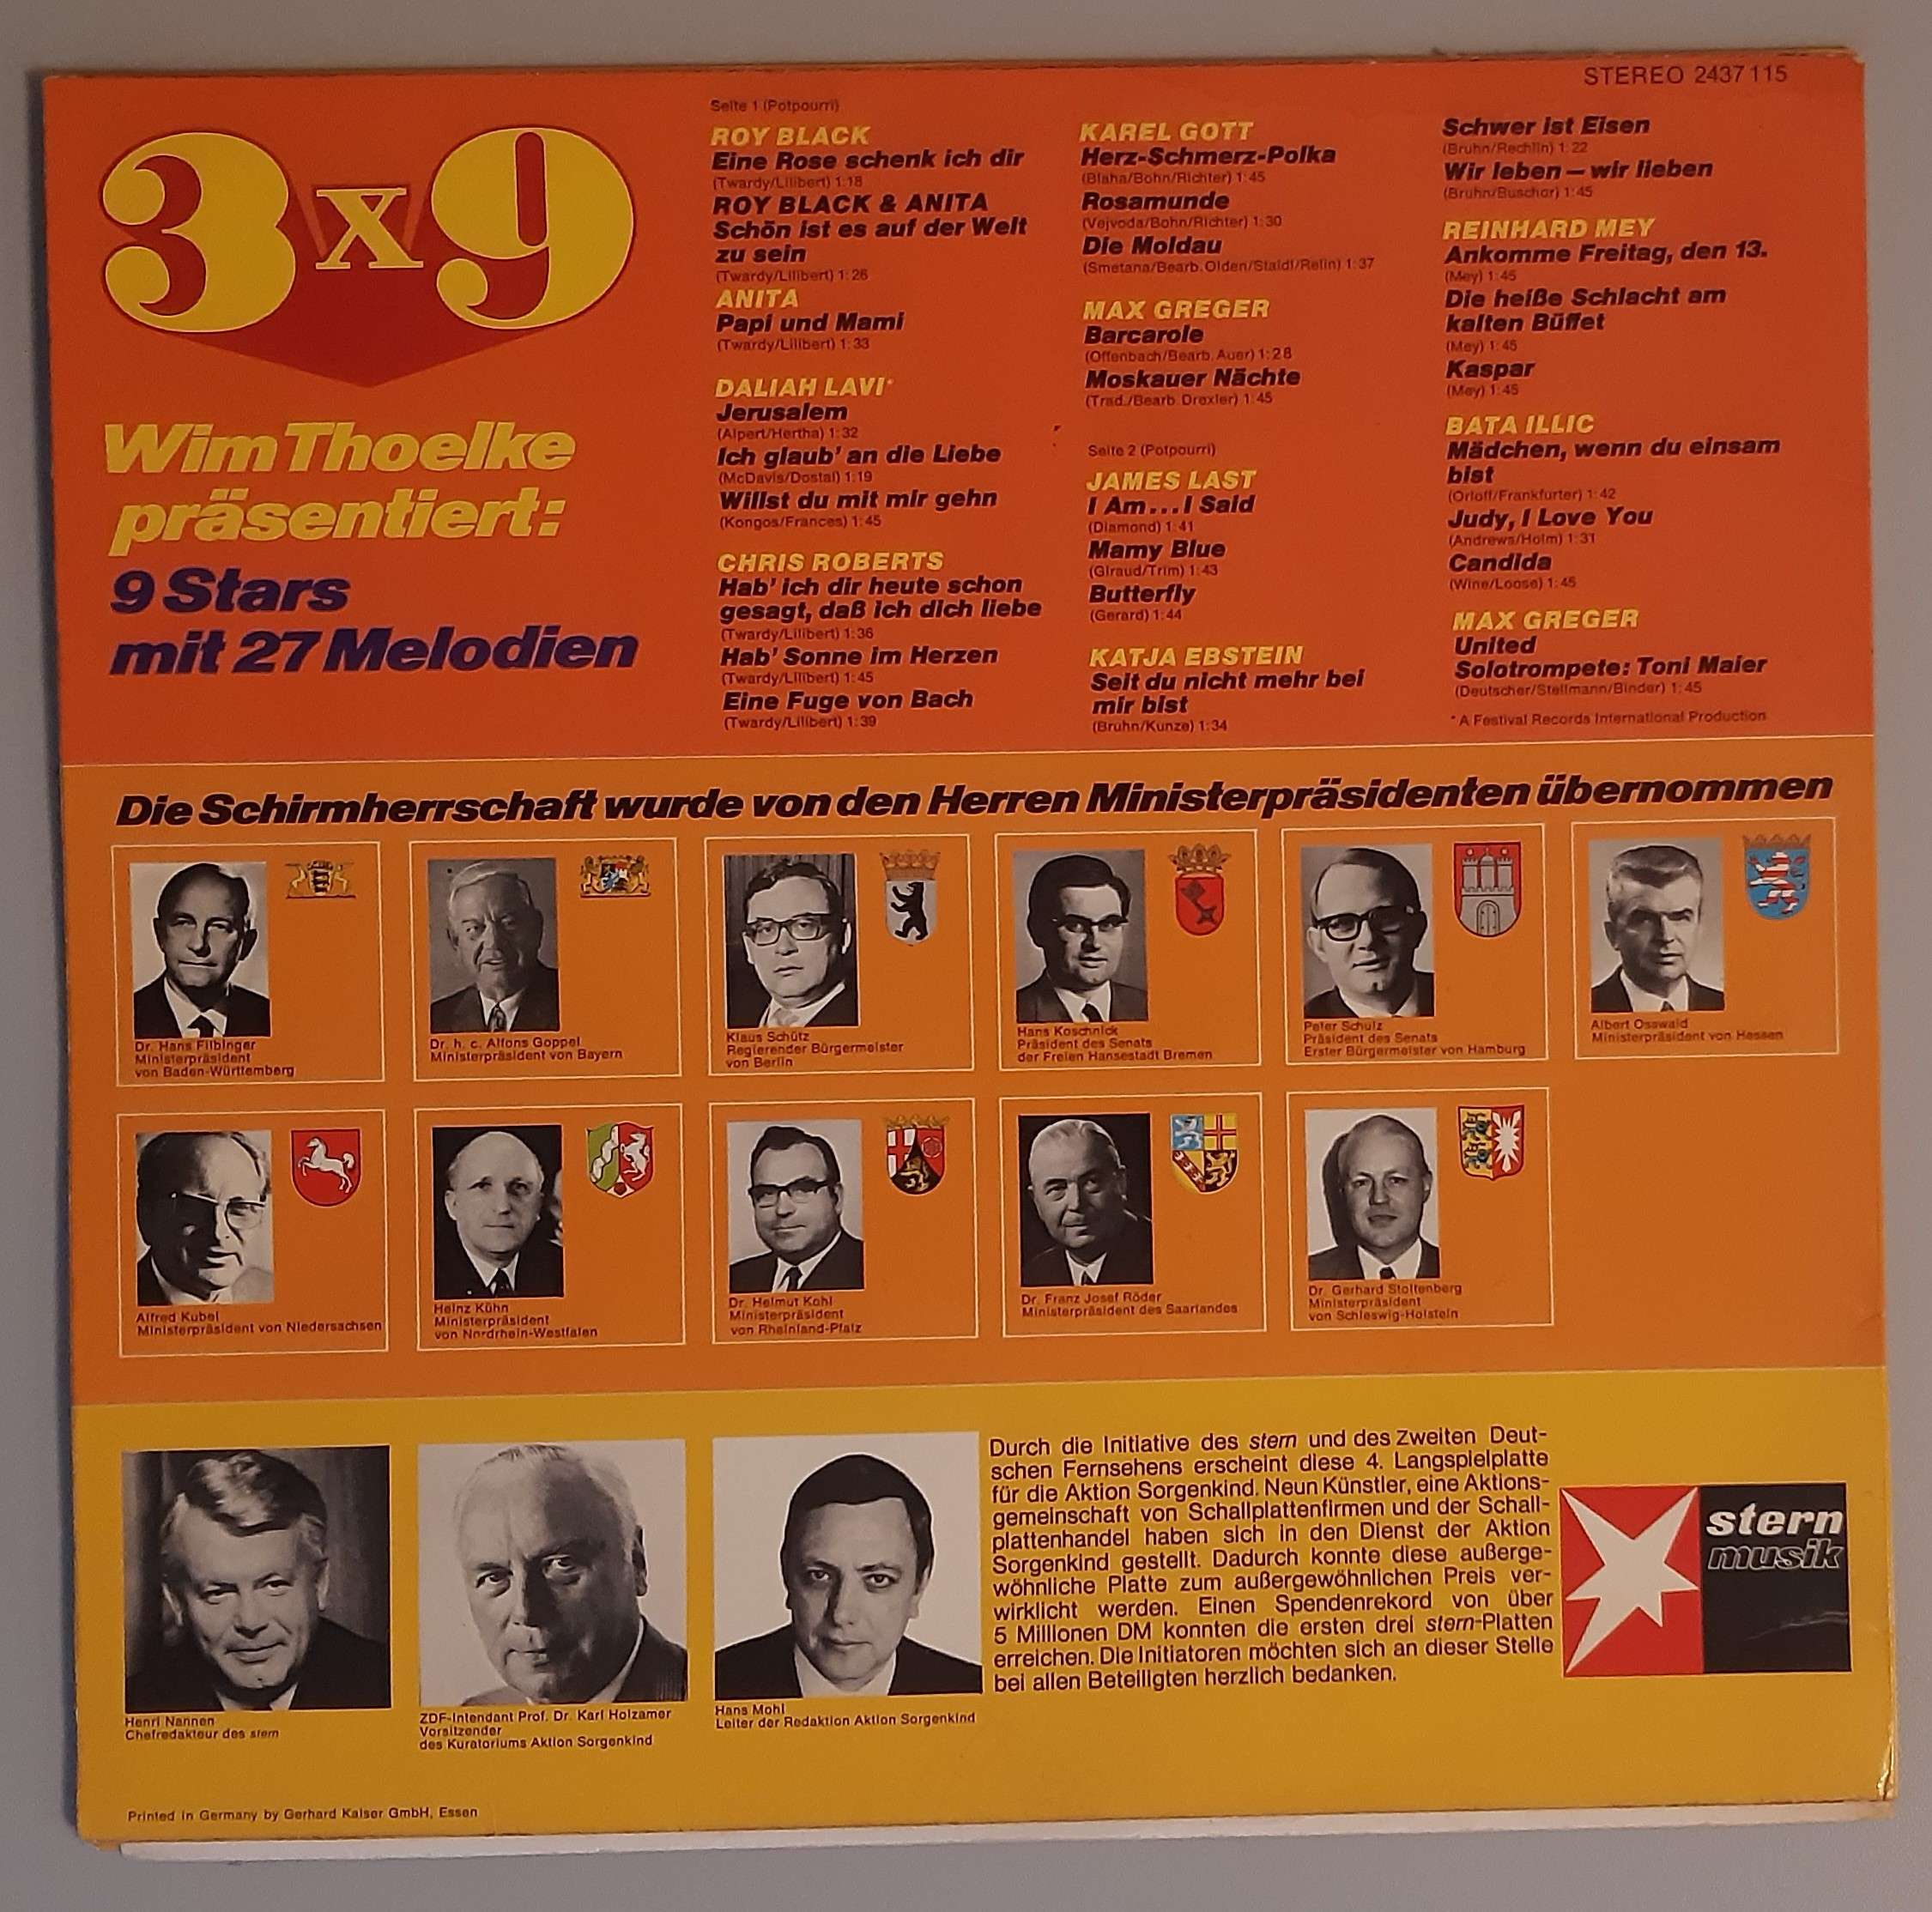 STEREO 2437 115
3x9
Wim Thoelke
präsentiert:
9 Stars
mit 27 Melodien
Seite 1 (Potpourri)
ROY BLACK
Eine Rose schenk ich dir
(Twardy/Lilibert) 1:18
ROY BLACK & ANITA
Schön ist es auf der Welt
zu sein
(Twardy/Lilibert) 1:26
ANITA
Papi und Mami
(Twardy/Lilibert) 1:33
DALIAH LAVI*
Jerusalem
(Alpert/Hertha) 1:32
Ich glaub' an die Liebe
(McDavis/Dostal) 1:19
Willst du mit mir gehn
(Kongos/Frances) 1:45
CHRIS ROBERTS
Hab' ich dir heute schon
gesagt, daß ich dich liebe
(Twardy/Lilibert) 1:36
Hab' Sonne im Herzen
(Twardy/Lilibert) 1:45
Eine Fuge von Bach
(Twardy/Lilibert) 1:39
KAREL GOTT
Herz-Schmerz-Polka
(Blaha/Bohn/Richter) 1:45
Rosamunde
(Vejvoda/Bohn/Richter) 1:30
Die Moldau
(Smetana/Bearb. Olden/Staidl/Relin) 1:37
MAX GREGER
Barcarole
(Offenbach/Bearb. Auer) 1:28
Moskauer Nächte
(Trad./Bearb. Drexler) 1:45
Seite 2 (Potpourri)
JAMES LAST
I Am...I Said
(Diamond) 1:41
Mamy Blue
(Giraud/Trim) 1:43
Butterfly
(Gerard) 1:44
KATJA EBSTEIN
Seit du nicht mehr bei
mir bist
(Bruhn/Kunze) 1:34
Schwer ist Eisen
(Bruhn/Rechlin) 1:22
Wir leben – wir lieben
(Bruhn/Buschor) 1:45
REINHARD MEY
Ankomme Freitag, den 13.
(Mey) 1:45
Die heiße Schlacht am
kalten Büffet
(Mey) 1:45
Kaspar
(Mey) 1:45
BATA ILLIC
Mädchen, wenn du einsam
bist
(Orloff/Frankfurter) 1:42
Judy, I Love You
(Andrews/Holm) 1:31
Candida
(Wine/Loose) 1:45
MAX GREGER
United
Solotrompete: Toni Maier
(Deutscher/Stellmann/Binder) 1:45
* A Festival Records International Production
Die Schirmherrschaft wurde von den Herren Ministerpräsidenten übernommen
Dr. Hans Filbinger
Ministerpräsident
von Baden-Württemberg
Dr. h. c. Alfons Goppel
Ministerpräsident von Bayern
Klaus Schütz
Regierender Bürgermeister
von Berlin
Hans Koschnick
Präsident des Senats
der Freien Hansestadt Bremen
Peter Schulz
Präsident des Senats
Erster Bürgermeister von Hamburg
Albert Osswald
Ministerpräsident von Hessen
Alfred Kubel
Ministerpräsident von Niedersachsen
Heinz Kühn
Ministerpräsident
von Nordrhein-Westfalen
Dr. Helmut Kohl
Ministerpräsident
von Rheinland-Pfalz
Dr. Franz Josef Röder
Ministerpräsident des Saarlandes
Dr. Gerhard Stoltenberg
Ministerpräsident
von Schleswig-Holstein
Henri Nannen
Chefredakteur des stern
ZDF-Intendant Prof. Dr. Karl Holzamer
Vorsitzender
des Kuratoriums Aktion Sorgenkind
Hans Mohl
Leiter der Redaktion Aktion Sorgenkind
Durch die Initiative des stern und des Zweiten Deut-
schen Fernsehens erscheint diese 4. Langspielplatte
für die Aktion Sorgenkind. Neun Künstler, eine Aktions-
gemeinschaft von Schallplattenfirmen und der Schall-
plattenhandel haben sich in den Dienst der Aktion
Sorgenkind gestellt. Dadurch konnte diese außerge-
wöhnliche Platte zum außergewöhnlichen Preis ver-
wirklicht werden. Einen Spendenrekord von über
5 Millionen DM konnten die ersten drei stern-Platten
erreichen. Die Initiatoren möchten sich an dieser Stelle
bei allen Beteiligten herzlich bedanken.
stern
musik
Printed in Germany by Gerhard Kaiser GmbH, Essen